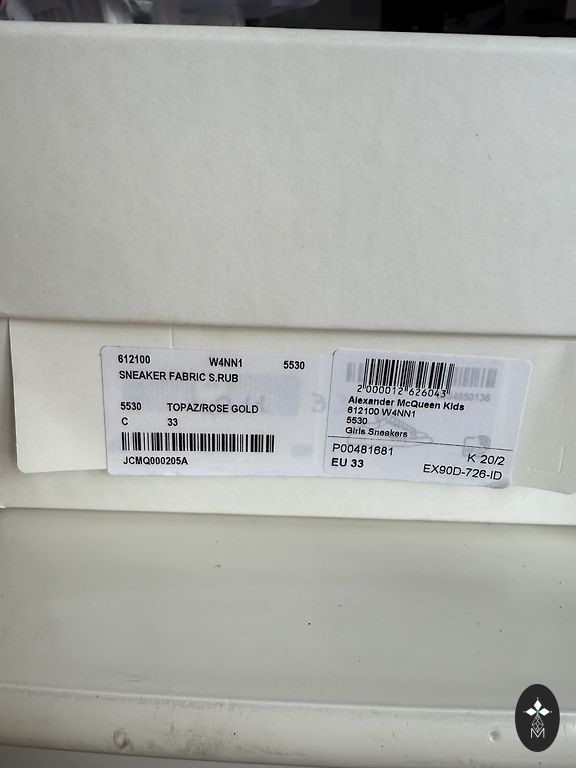 612100 W4NN1 5530
SNEAKER FABRIC S.RUB
5530 TOPAZ/ROSE GOLD
C 33
JCMQ000205A
2 000012 626043
Alexander McQueen Kids
612100 W4NN1
5530
Girls Sneakers
P00481681 K 20/2
EU 33 EX90D-726-ID
M